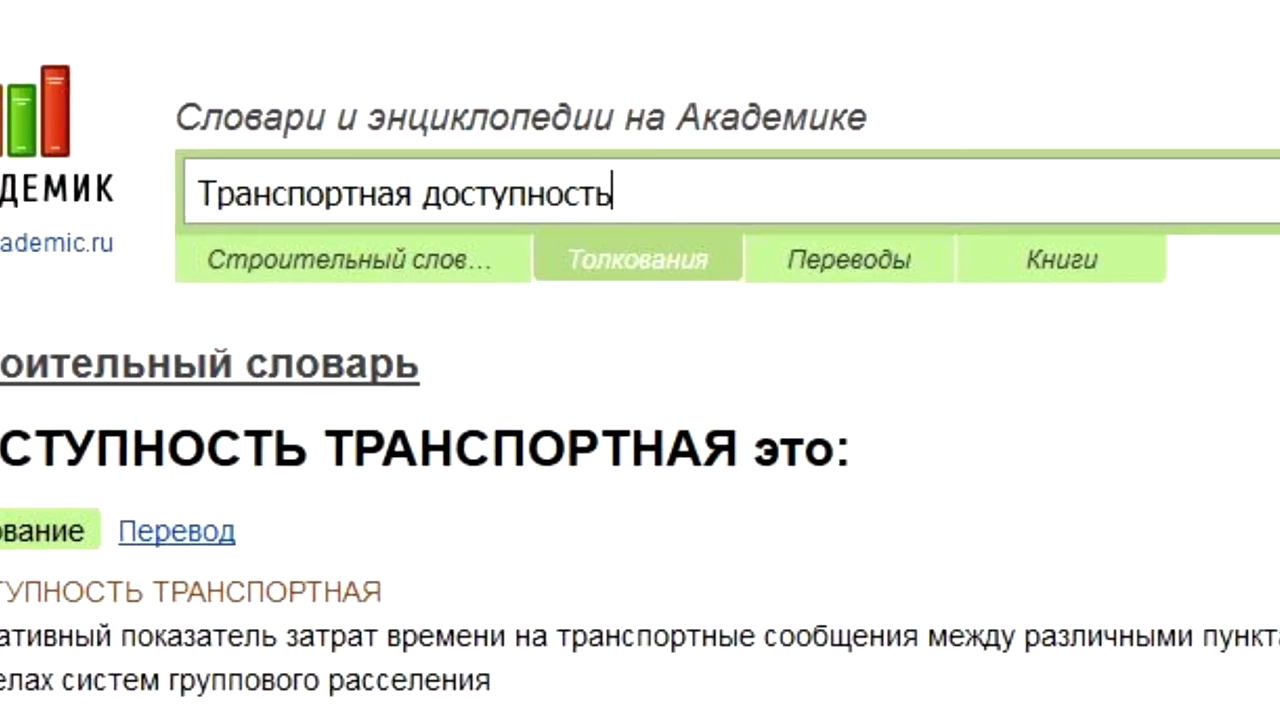 Словари и энциклопедии на Академике
ДЕМИК
Транспортная доступность
ademic.ru
Строительный слов...
Толкования
Переводы
Книги
оительный словарь
СТУПНОСТЬ ТРАНСПОРТНАЯ это:
ование Перевод
ТУПНОСТЬ ТРАНСПОРТНАЯ
ативный показатель затрат времени на транспортные сообщения между различными пункта
елах систем группового расселения